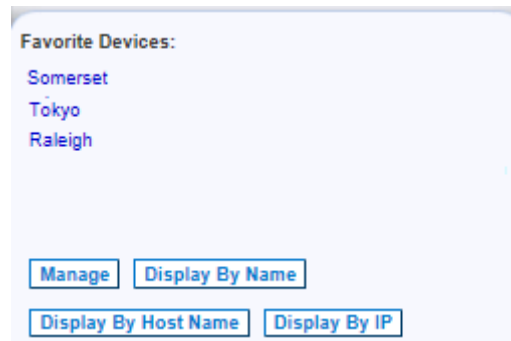 Favorite Devices:
Somerset
Tokyo
Raleigh
Manage Display By Name
Display By Host Name Display By IP